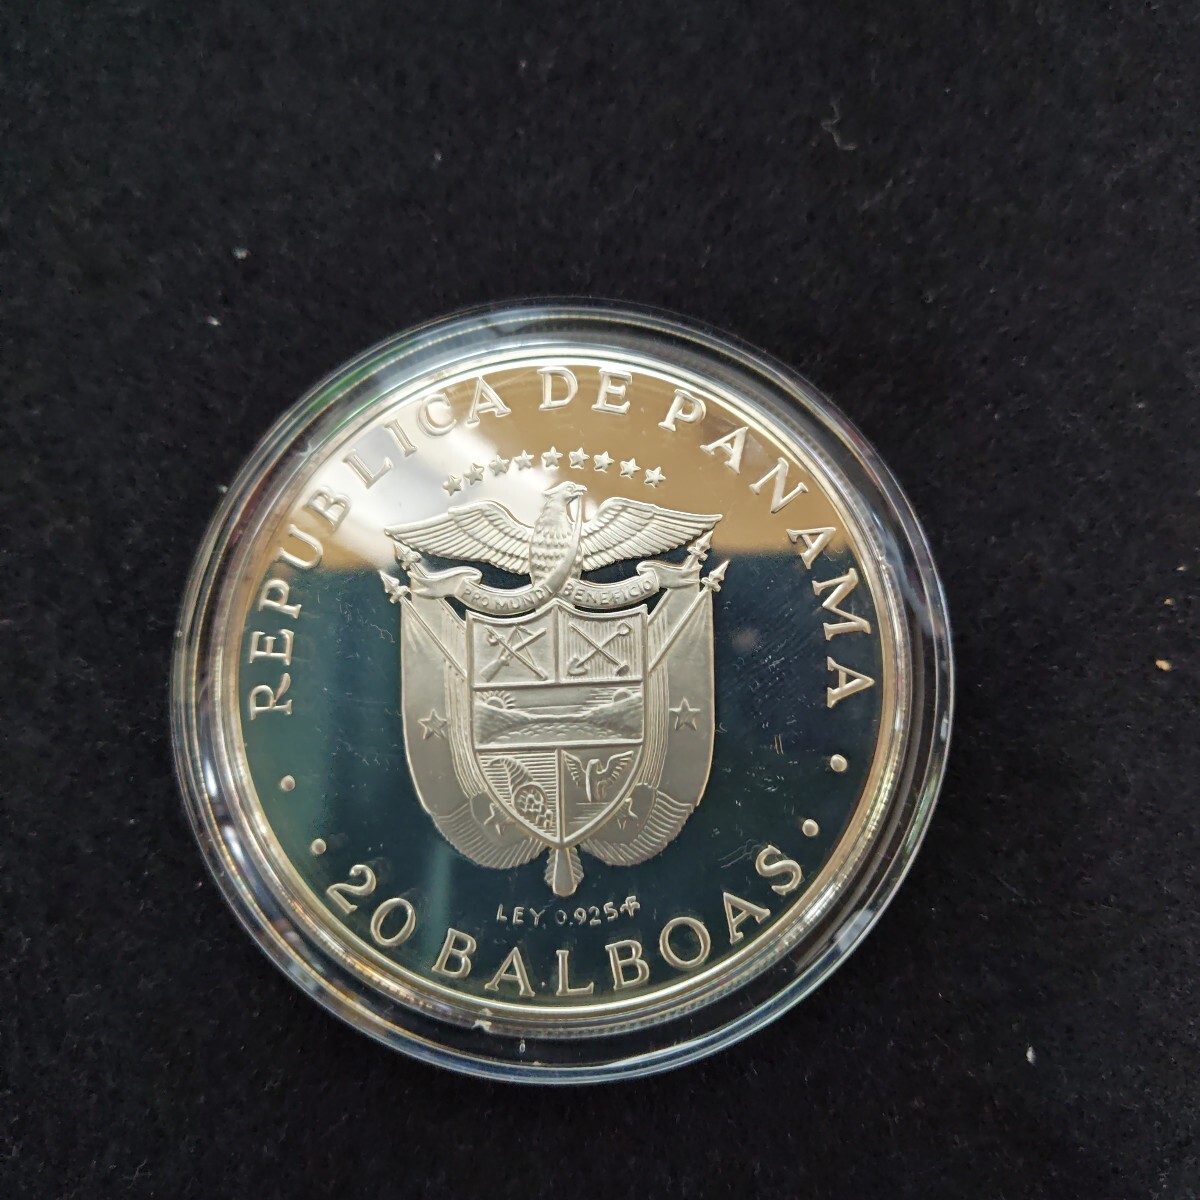 REPUBLICA DE PANAMA
PRO MUNDI BENEFICIO
LEY 0.925
20 BALBOAS